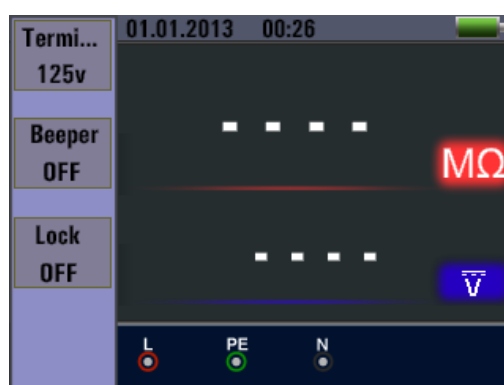 01.01.2013 00:26
Termi...
125v
Beeper
OFF
Lock
OFF
- - - -
MΩ
- - - -
V
L PE N